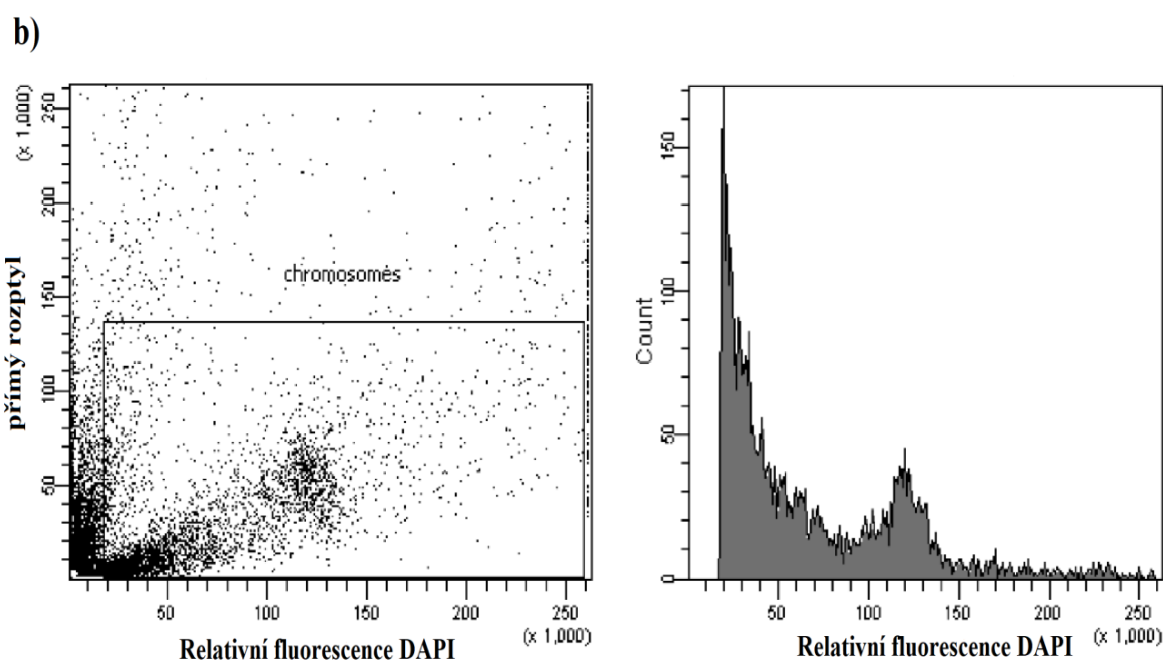 b)
(x 1,000)
250
200
150
100
50
přímý rozptyl
chromosomes
50
100
150
200
250
(x 1,000)
Relativní fluorescence DAPI
150
100
50
0
Count
50
100
150
200
250
(x 1,000)
Relativní fluorescence DAPI